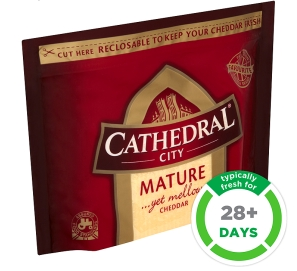 CUT HERE RECLOSABLE TO KEEP YOUR CHEDDAR FRESH
CATHEDRAL
CITY
MATURE
...yet mellow
CHEDDAR
typically
fresh for
28+
DAYS